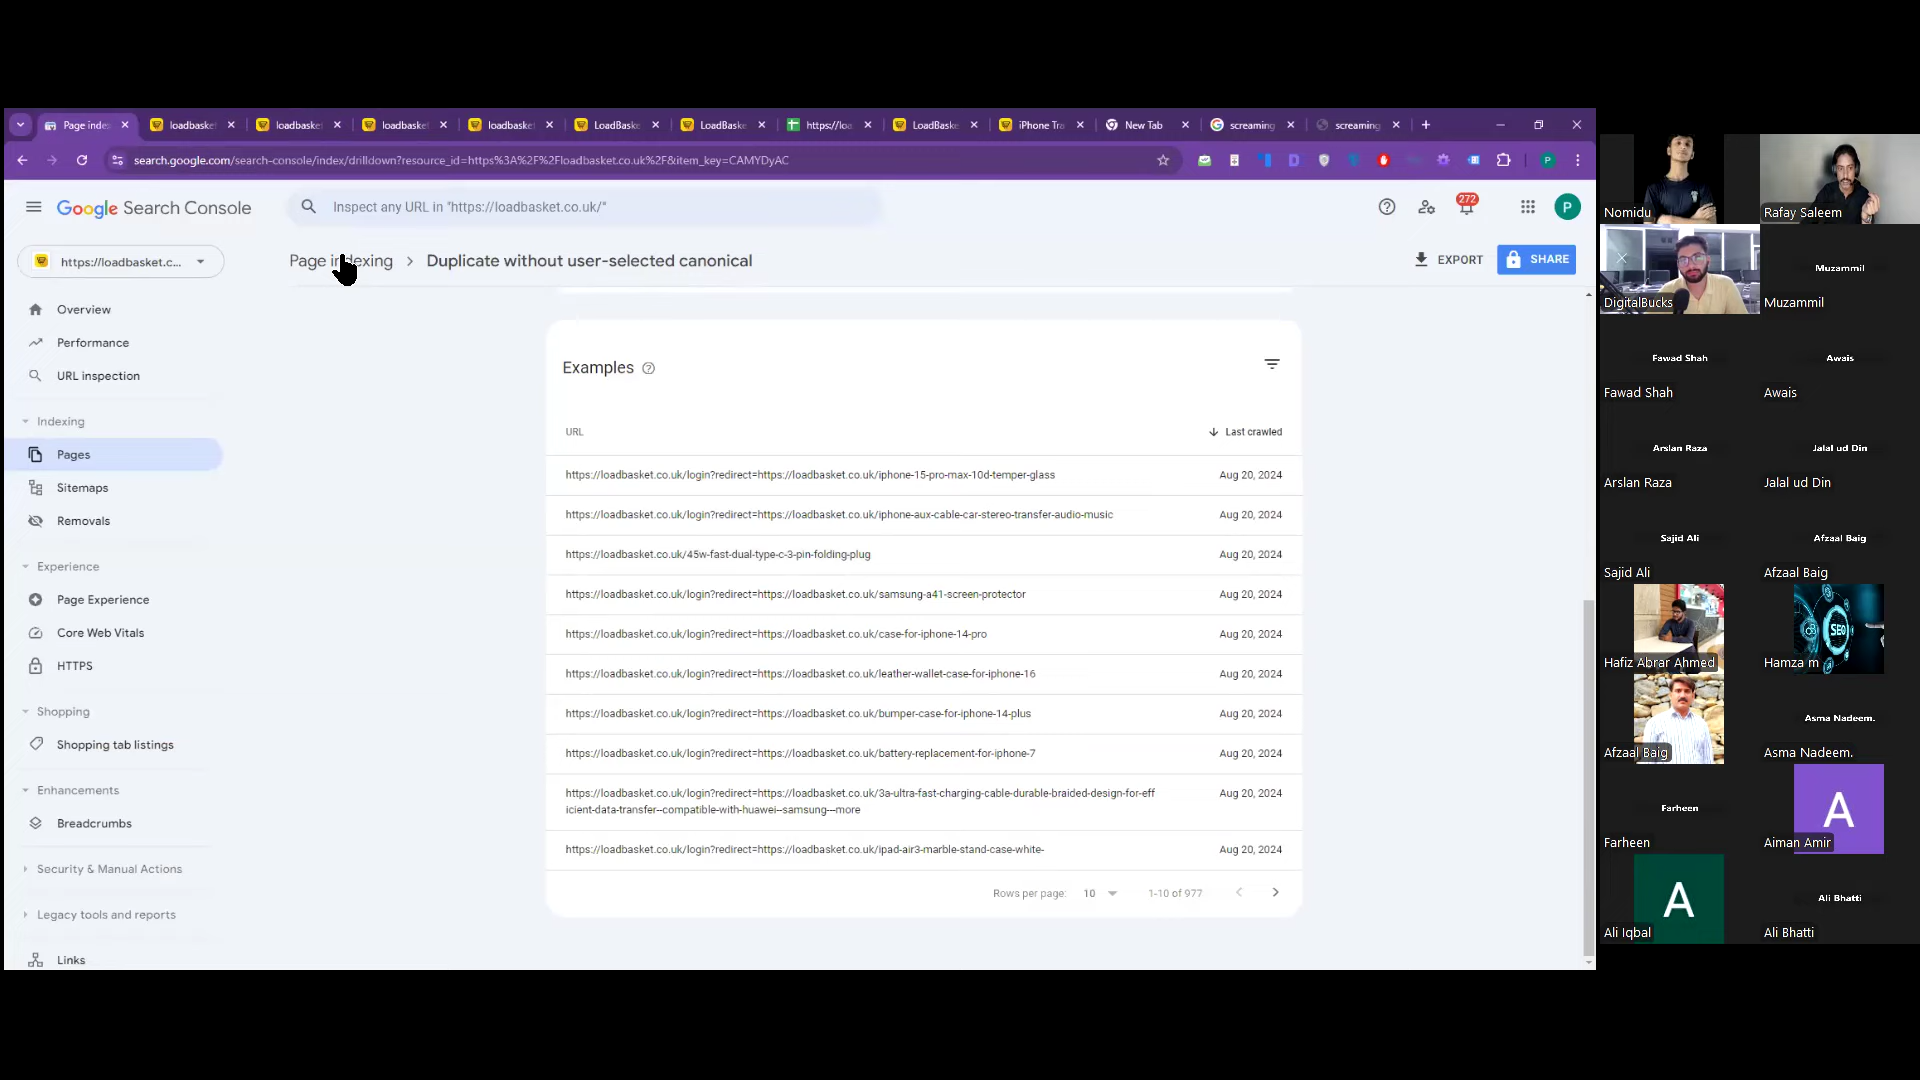 Page index
loadbasket
loadbasket
loadbasket
loadbasket
LoadBaske
LoadBaske
https://loa
LoadBaske
iPhone Tra
New Tab
screaming
screaming
search.google.com/search-console/index/drilldown?resource_id=https%3A%2F%2Floadbasket.co.uk%2F&item_key=CAMYDyAC
P
Google Search Console
Inspect any URL in "https://loadbasket.co.uk/"
272
P
https://loadbasket.c...
Page indexing
Duplicate without user-selected canonical
EXPORT
SHARE
Overview
Performance
URL inspection
Indexing
Pages
Sitemaps
Removals
Experience
Page Experience
Core Web Vitals
HTTPS
Shopping
Shopping tab listings
Enhancements
Breadcrumbs
Security & Manual Actions
Legacy tools and reports
Links
Examples
URL
Last crawled
https://loadbasket.co.uk/login?redirect=https://loadbasket.co.uk/iphone-15-pro-max-10d-temper-glass
Aug 20, 2024
https://loadbasket.co.uk/login?redirect=https://loadbasket.co.uk/iphone-aux-cable-car-stereo-transfer-audio-music
Aug 20, 2024
https://loadbasket.co.uk/45w-fast-dual-type-c-3-pin-folding-plug
Aug 20, 2024
https://loadbasket.co.uk/login?redirect=https://loadbasket.co.uk/samsung-a41-screen-protector
Aug 20, 2024
https://loadbasket.co.uk/login?redirect=https://loadbasket.co.uk/case-for-iphone-14-pro
Aug 20, 2024
https://loadbasket.co.uk/login?redirect=https://loadbasket.co.uk/leather-wallet-case-for-iphone-16
Aug 20, 2024
https://loadbasket.co.uk/login?redirect=https://loadbasket.co.uk/bumper-case-for-iphone-14-plus
Aug 20, 2024
https://loadbasket.co.uk/login?redirect=https://loadbasket.co.uk/battery-replacement-for-iphone-7
Aug 20, 2024
https://loadbasket.co.uk/login?redirect=https://loadbasket.co.uk/3a-ultra-fast-charging-cable-durable-braided-design-for-eff
icient-data-transfer--compatible-with-huawei--samsung---more
Aug 20, 2024
https://loadbasket.co.uk/login?redirect=https://loadbasket.co.uk/ipad-air3-marble-stand-case-white-
Aug 20, 2024
Rows per page:
10
1-10 of 977
Nomidu
Rafay Saleem
DigitalBucks
Muzammil
Muzammil
Fawad Shah
Fawad Shah
Awais
Awais
Arslan Raza
Arslan Raza
Jalal ud Din
Jalal ud Din
Sajid Ali
Sajid Ali
Afzaal Baig
Afzaal Baig
Hafiz Abrar Ahmed
SEO
Hamza m
Afzaal Baig
Asma Nadeem.
Asma Nadeem.
Farheen
Farheen
A
Aiman Amir
A
Ali Iqbal
Ali Bhatti
Ali Bhatti